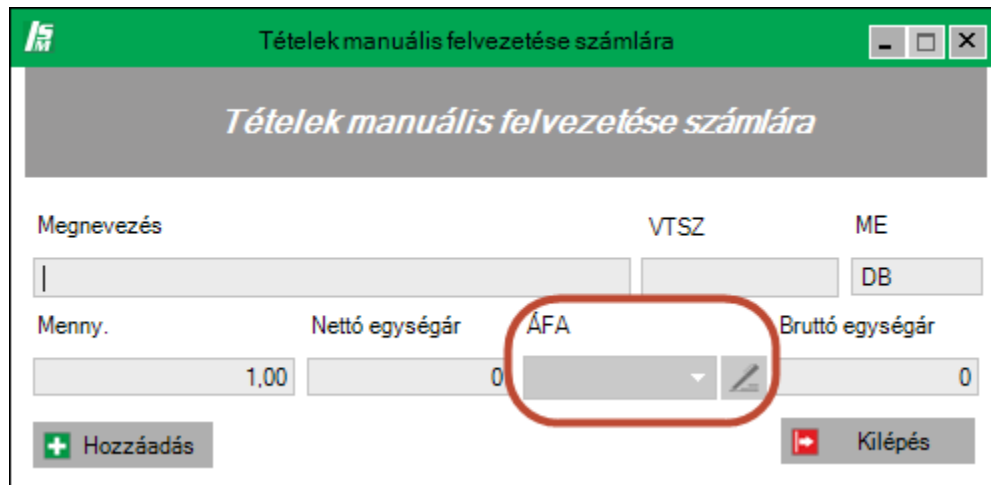 SM
Tételek manuális felvezetése számlára
Tételek manuális felvezetése számlára
Megnevezés VTSZ ME
DB
Menny. Nettó egységár ÁFA Bruttó egységár
1,00 0 0
Hozzáadás Kilépés